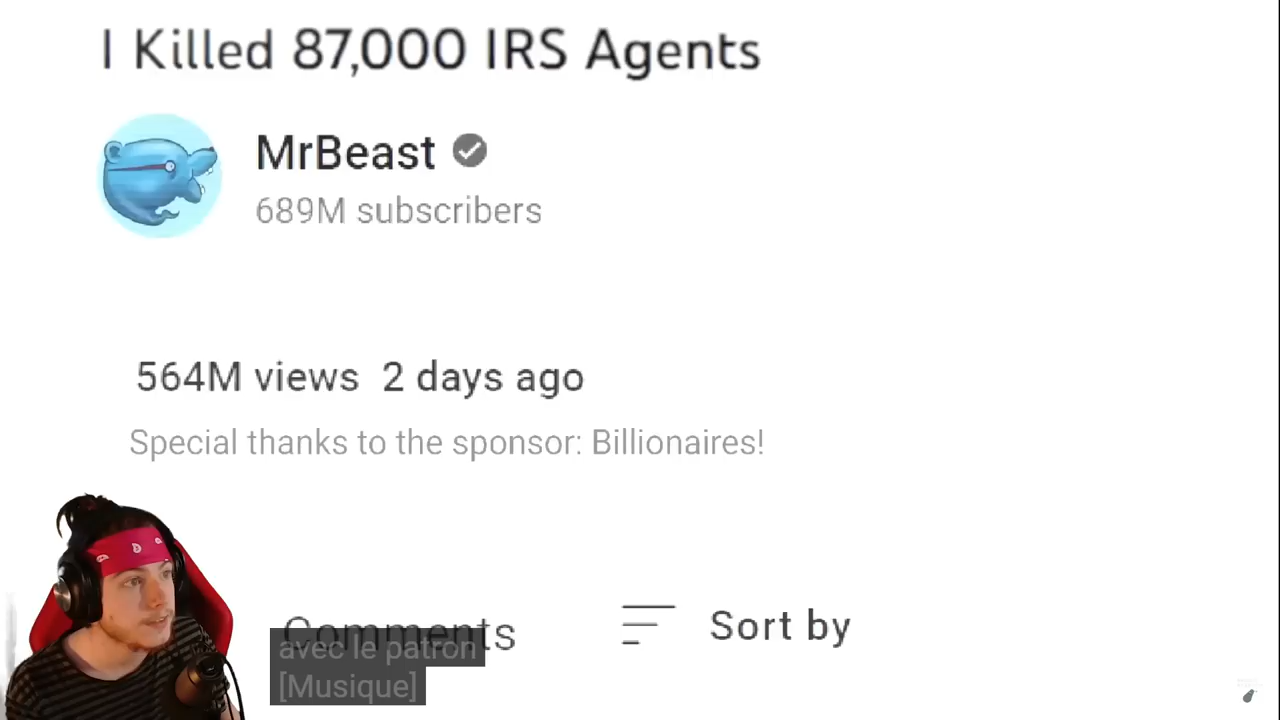 I Killed 87,000 IRS Agents
MrBeast
689M subscribers
564M views 2 days ago
Special thanks to the sponsor: Billionaires!
Comments
Sort by
avec le patron
[Musique]